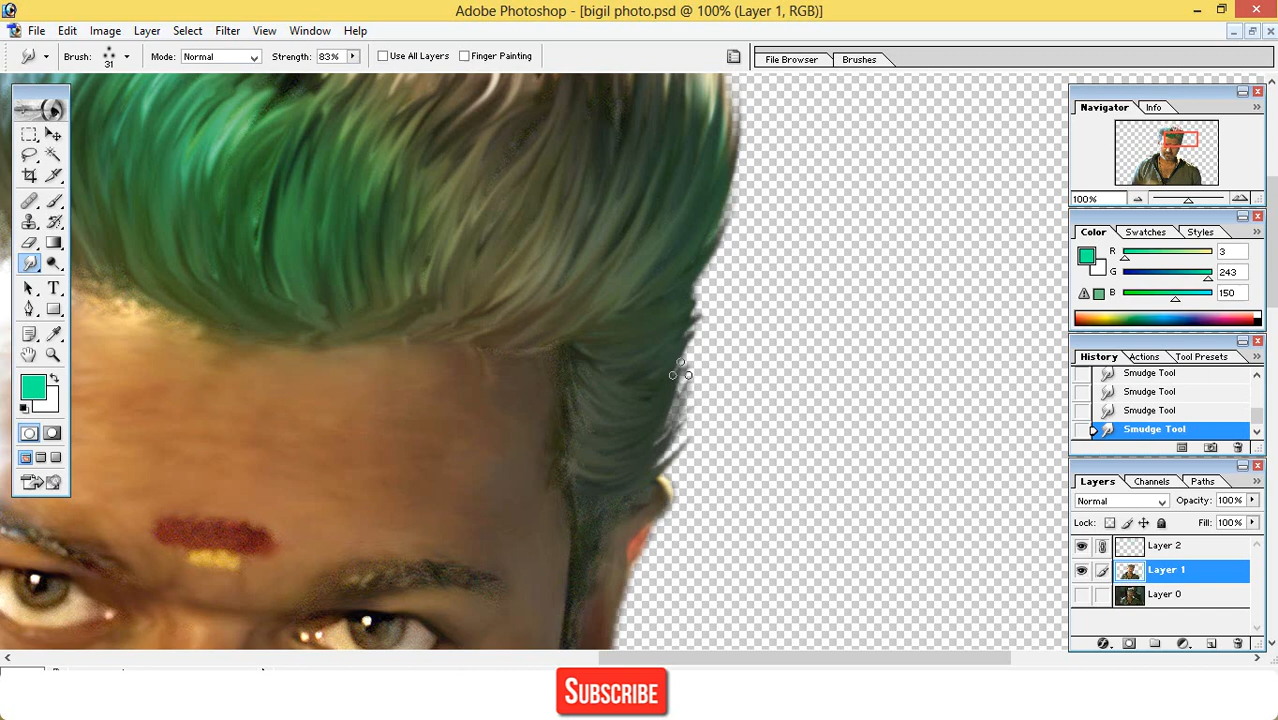 Adobe Photoshop - [bigil photo.psd @ 100% (Layer 1, RGB)]
File Edit Image Layer Select Filter View Window Help
Brush: 31 Mode: Normal Strength: 83% Use All Layers Finger Painting File Browser Brushes
Navigator Info
100%
Color Swatches Styles
R 3
G 243
B 150
History Actions Tool Presets
Smudge Tool
Smudge Tool
Smudge Tool
Smudge Tool
Layers Channels Paths
Normal Opacity: 100%
Lock: Fill: 100%
Layer 2
Layer 1
Layer 0
SUBSCRIBE